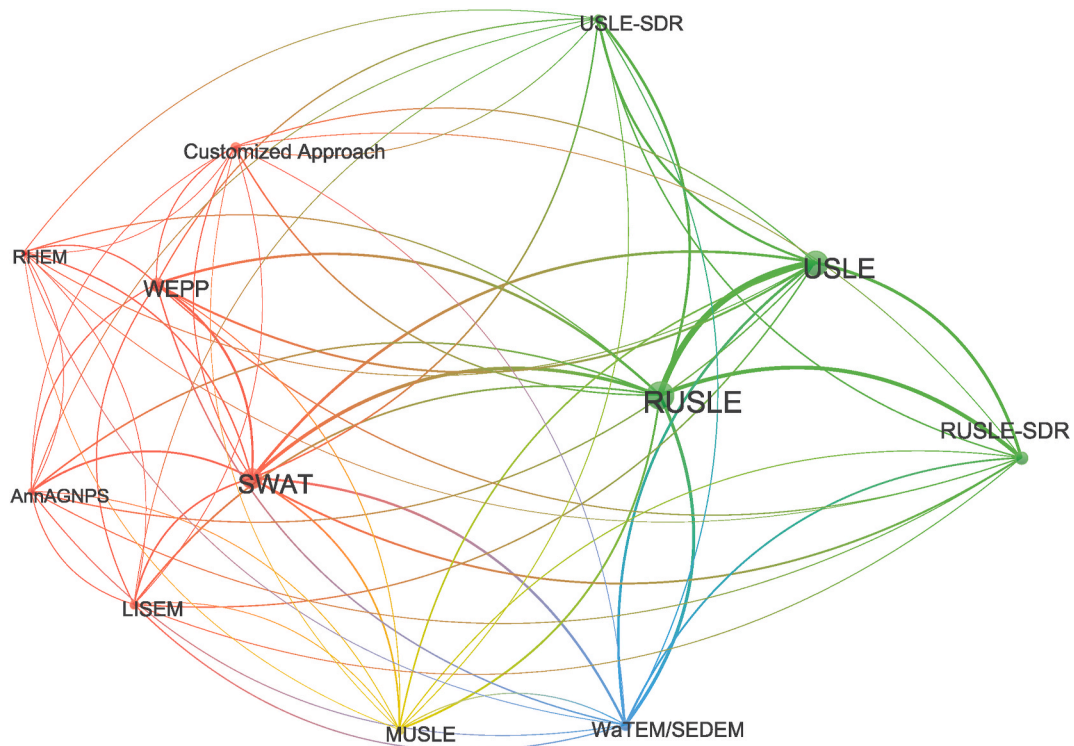 USLE-SDR
Customized Approach
RHEM
WEPP
USLE
RUSLE
RUSLE-SDR
SWAT
AnnAGNPS
LISEM
MUSLE
WaTEM/SEDEM